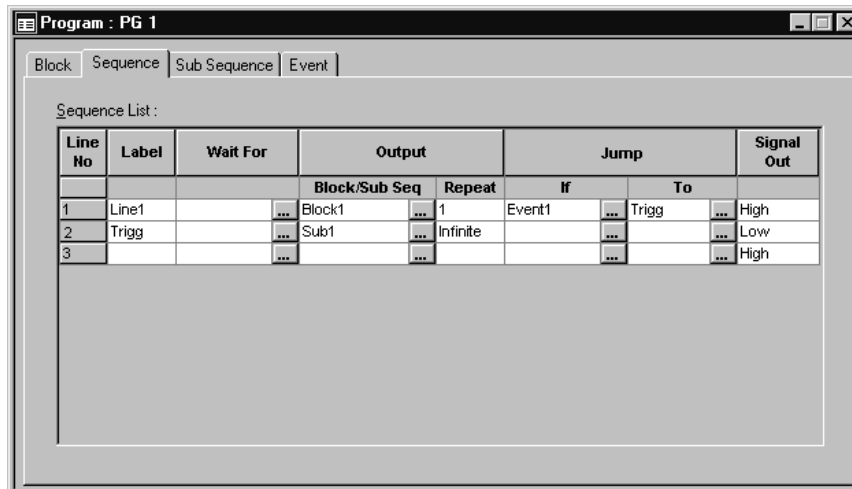 Program : PG 1
Block Sequence Sub Sequence Event
Sequence List :
Line No Label Wait For Output Jump Signal Out
Block/Sub Seq Repeat If To
1 Line1 ... Block1 ... 1 Event1 ... Trigg ... High
2 Trigg ... Sub1 ... Infinite ... ... Low
3 ... ... ... ... High